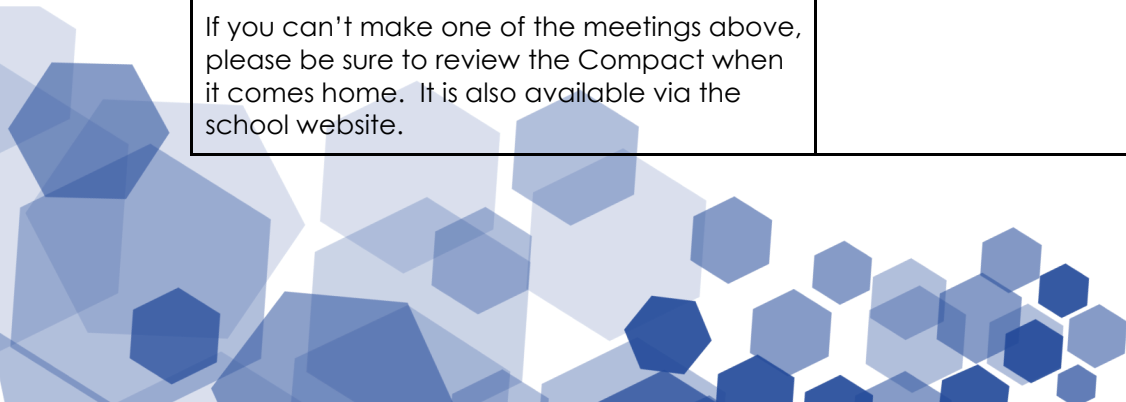 If you can’t make one of the meetings above,
please be sure to review the Compact when
it comes home.  It is also available via the
school website.